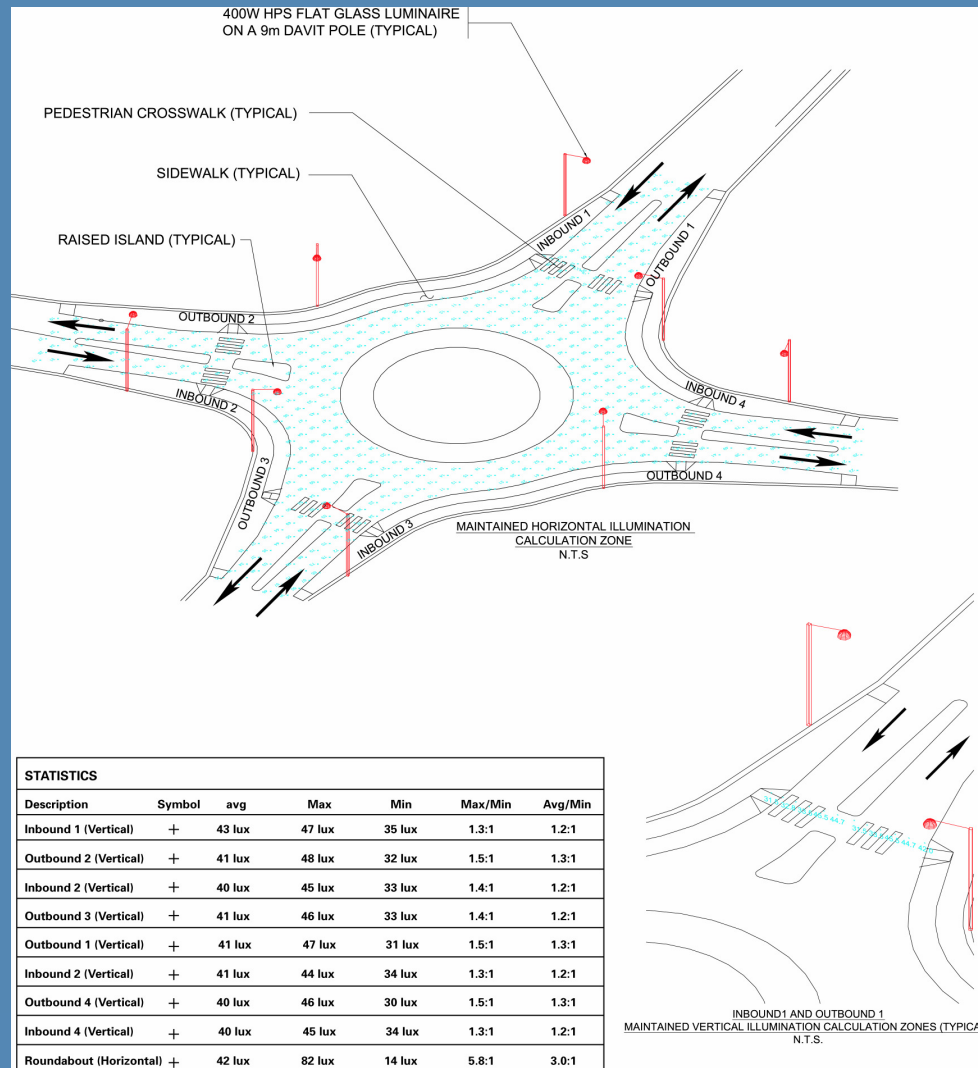 400W HPS FLAT GLASS LUMINAIRE
ON A 9m DAVIT POLE (TYPICAL)
PEDESTRIAN CROSSWALK (TYPICAL)
SIDEWALK (TYPICAL)
RAISED ISLAND (TYPICAL)
INBOUND 1
OUTBOUND 1
OUTBOUND 2
INBOUND 2
INBOUND 4
OUTBOUND 4
OUTBOUND 3
INBOUND 3
MAINTAINED HORIZONTAL ILLUMINATION
CALCULATION ZONE
N.T.S
STATISTICS
Description Symbol avg Max Min Max/Min Avg/Min
Inbound 1 (Vertical) + 43 lux 47 lux 35 lux 1.3:1 1.2:1
Outbound 2 (Vertical) + 41 lux 48 lux 32 lux 1.5:1 1.3:1
Inbound 2 (Vertical) + 40 lux 45 lux 33 lux 1.4:1 1.2:1
Outbound 3 (Vertical) + 41 lux 46 lux 33 lux 1.4:1 1.2:1
Outbound 1 (Vertical) + 41 lux 47 lux 31 lux 1.5:1 1.3:1
Inbound 2 (Vertical) + 41 lux 44 lux 34 lux 1.3:1 1.2:1
Outbound 4 (Vertical) + 40 lux 46 lux 30 lux 1.5:1 1.3:1
Inbound 4 (Vertical) + 40 lux 45 lux 34 lux 1.3:1 1.2:1
Roundabout (Horizontal) + 42 lux 82 lux 14 lux 5.8:1 3.0:1
INBOUND1 AND OUTBOUND 1
MAINTAINED VERTICAL ILLUMINATION CALCULATION ZONES (TYPICA
N.T.S.